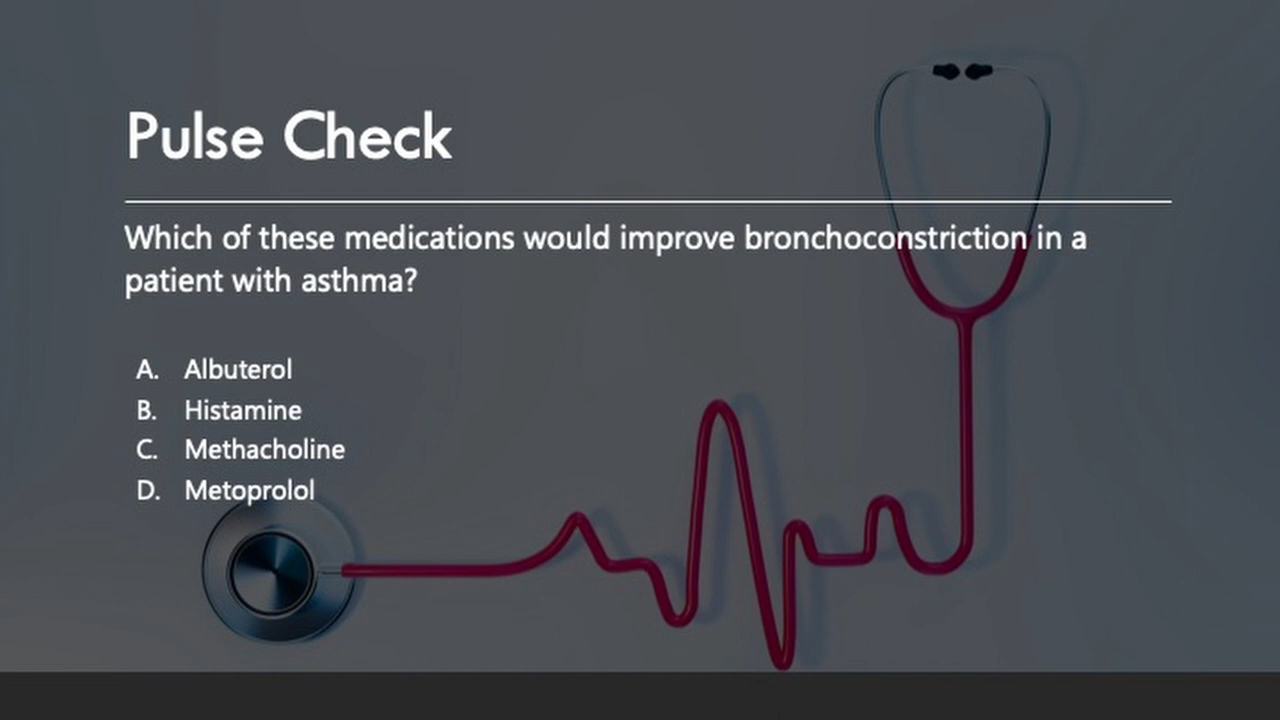 Pulse Check
Which of these medications would improve bronchoconstriction in a
patient with asthma?
A. Albuterol
B. Histamine
C. Methacholine
D. Metoprolol